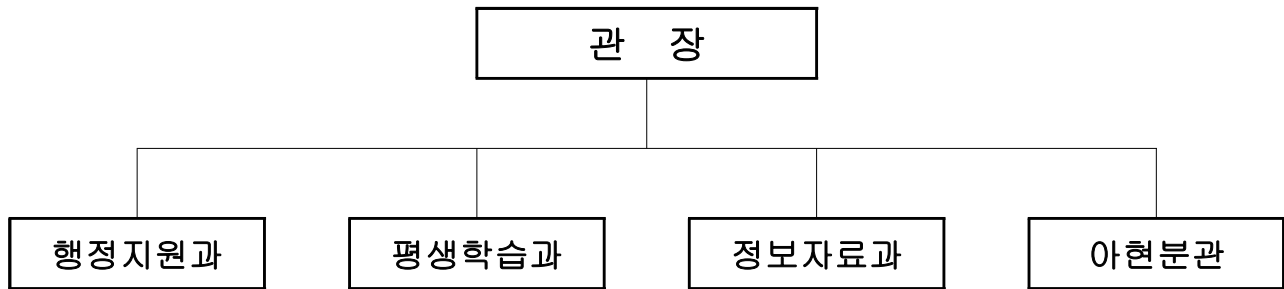 관 장
행정지원과
평생학습과
정보자료과
아현분관